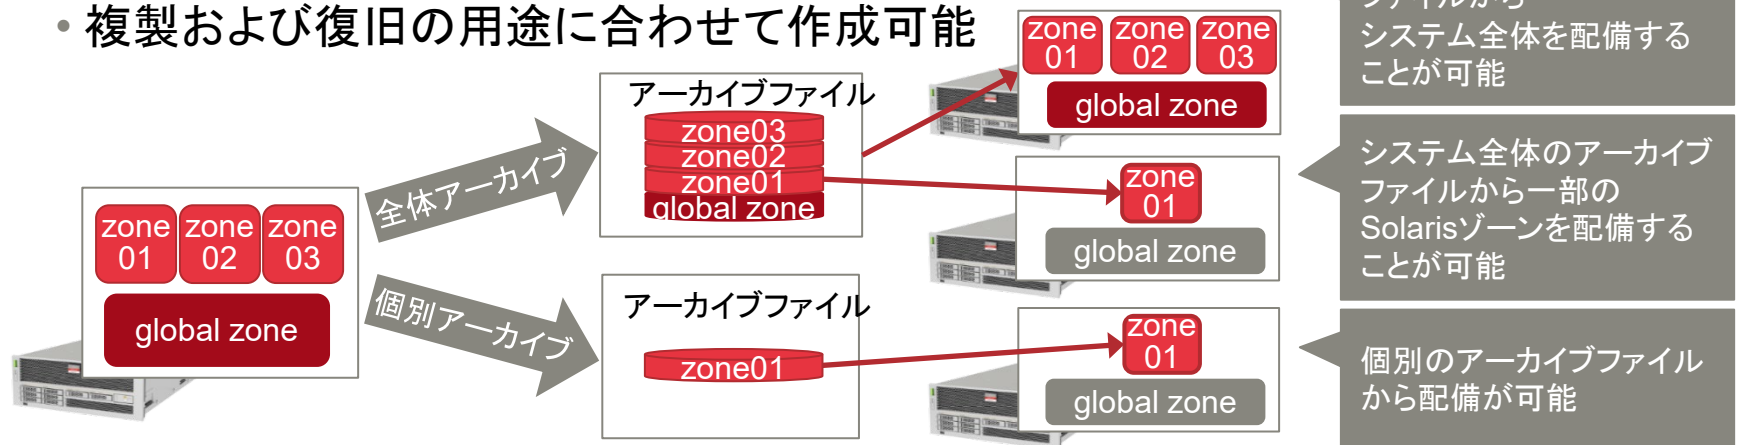 • 複製および復旧の用途に合わせて作成可能
zone
01
zone
02
zone
03
global zone
全体アーカイブ
個別アーカイブ
アーカイブファイル
zone03
zone02
zone01
global zone
アーカイブファイル
zone01
zone
01
zone
02
zone
03
global zone
zone
01
global zone
zone
01
global zone
ファイルから
システム全体を配備する
ことが可能
システム全体のアーカイブ
ファイルから一部の
Solarisゾーンを配備する
ことが可能
個別のアーカイブファイル
から配備が可能